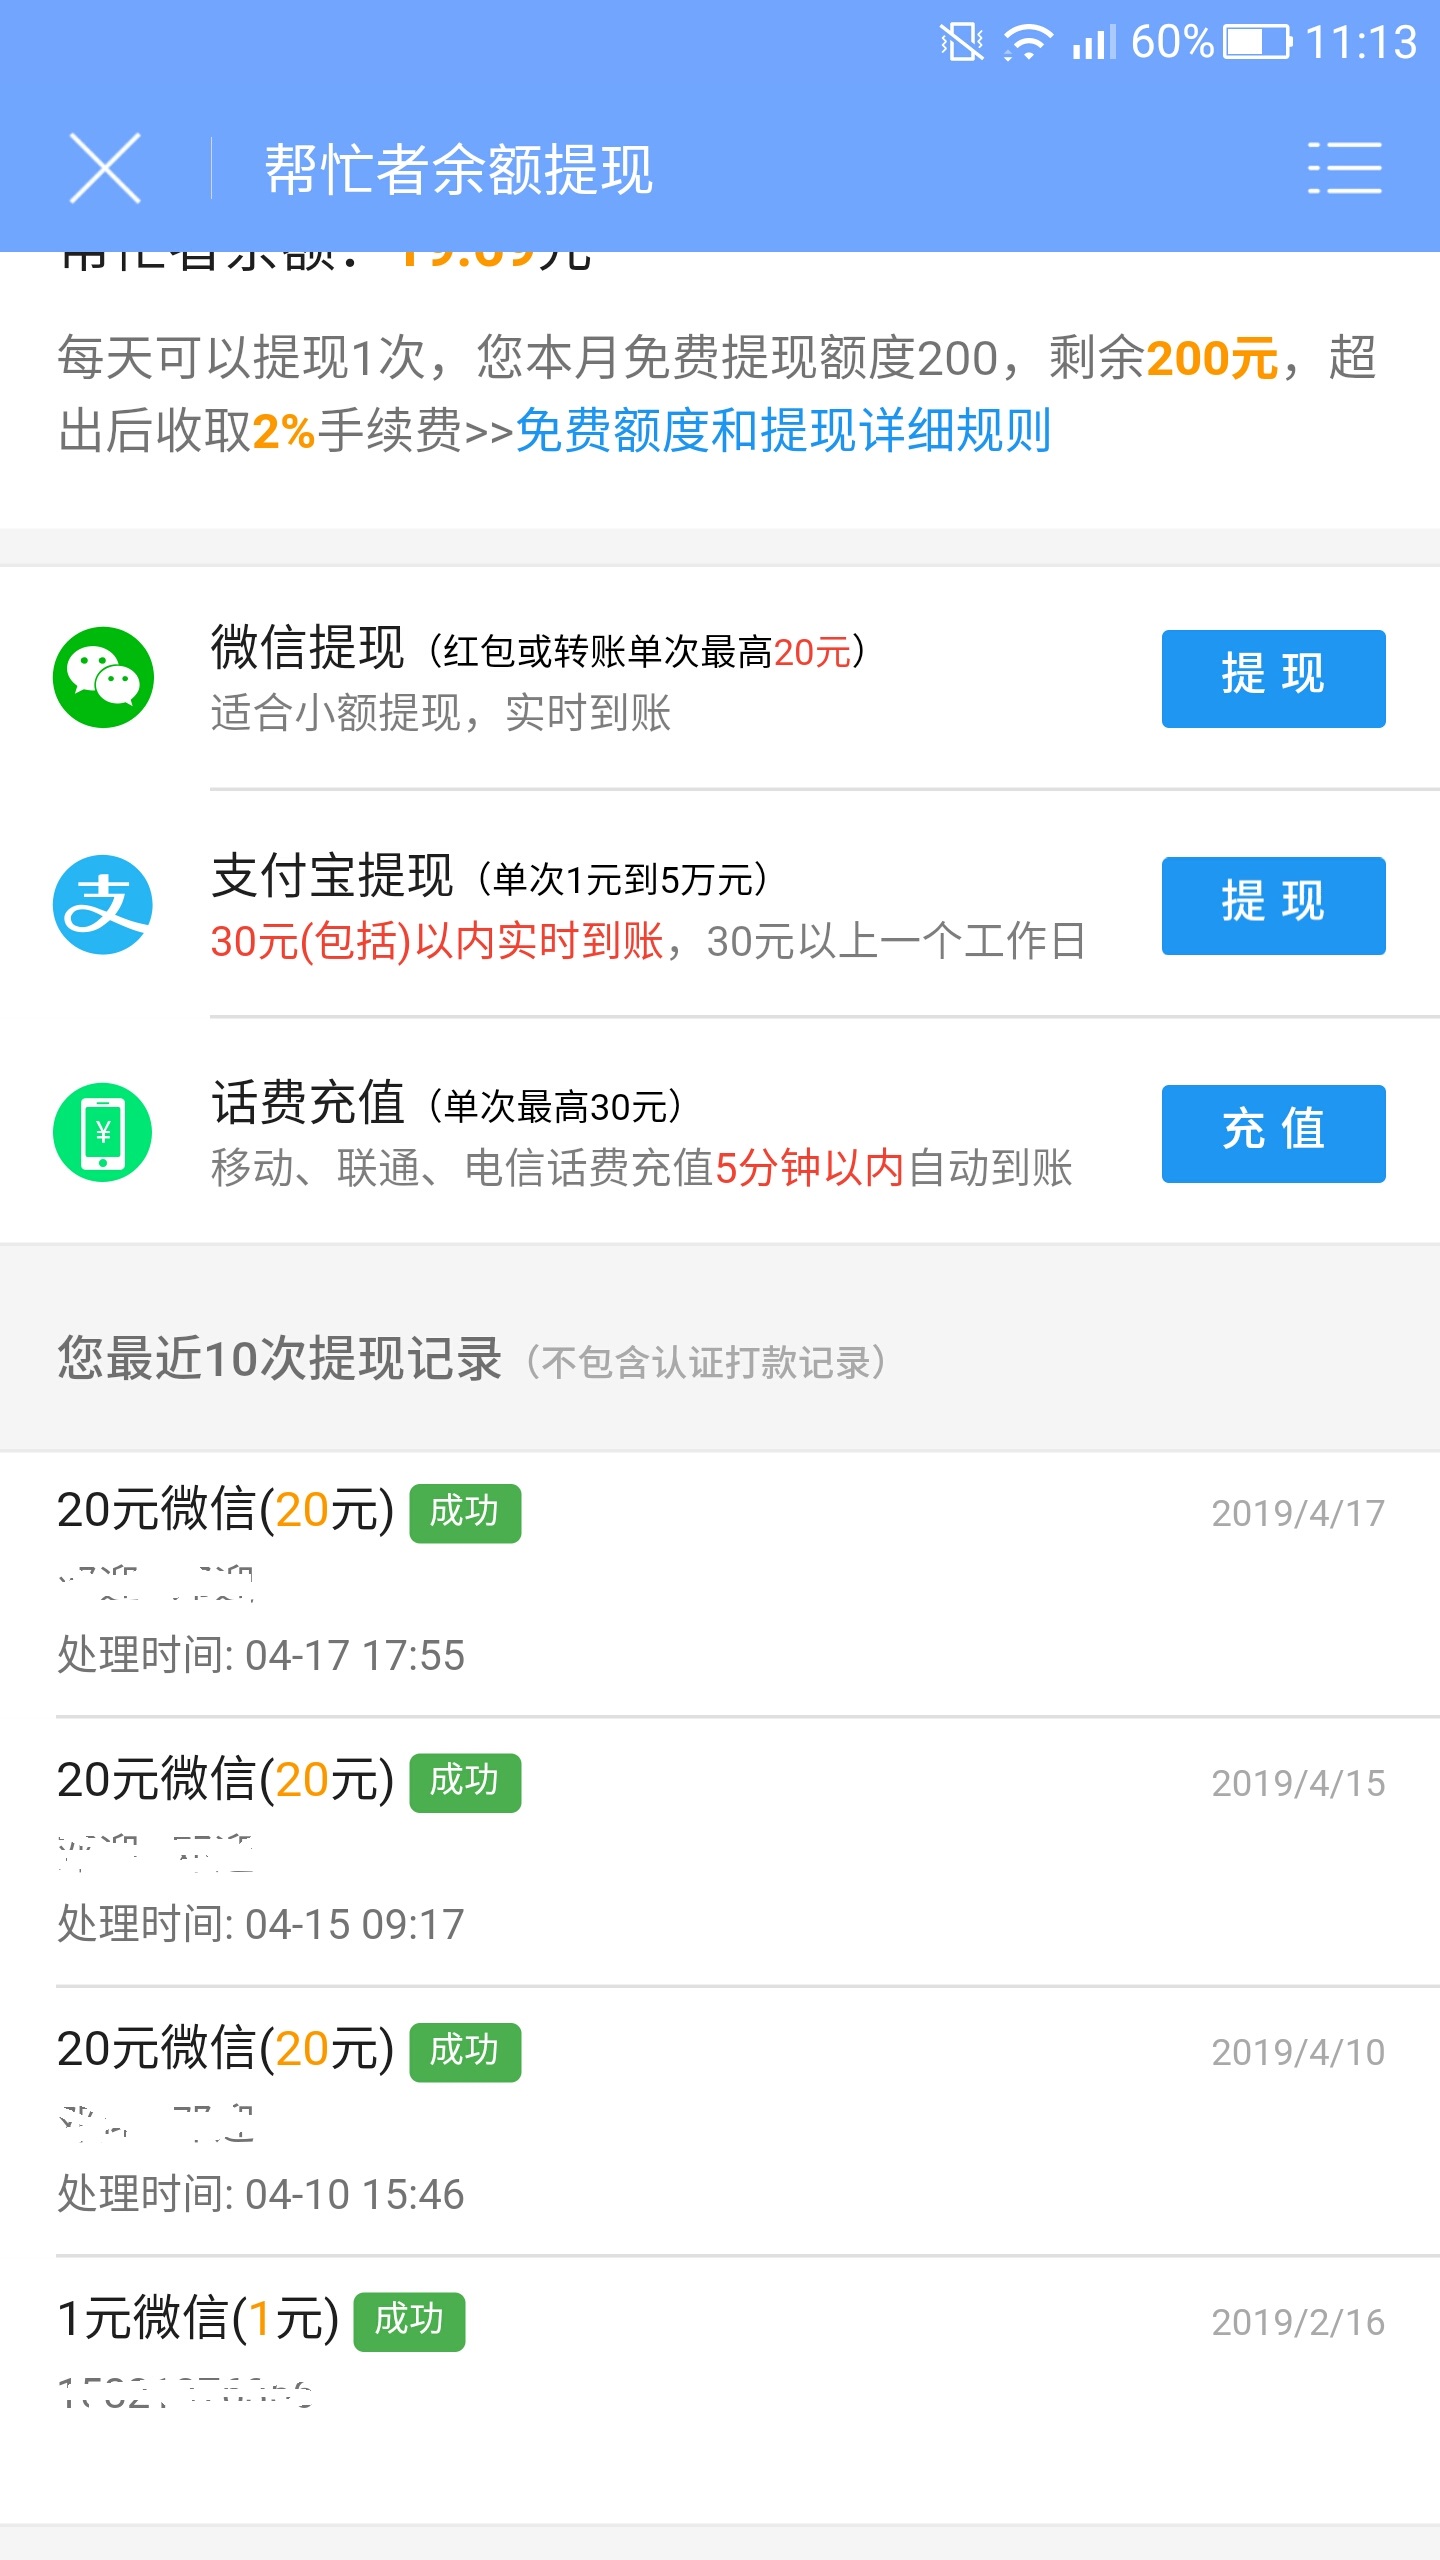 60% 11:13
帮忙者余额提现
帮忙者余额：19.69元
每天可以提现1次，您本月免费提现额度200，剩余200元，超
出后收取2%手续费>>免费额度和提现详细规则
微信提现（红包或转账单次最高20元）
适合小额提现，实时到账
提 现
支付宝提现（单次1元到5万元）
30元(包括)以内实时到账，30元以上一个工作日
提 现
话费充值（单次最高30元）
移动、联通、电信话费充值5分钟以内自动到账
充 值
¥
您最近10次提现记录（不包含认证打款记录）
20元微信(20元) 成功 2019/4/17
处理时间: 04-17 17:55
20元微信(20元) 成功 2019/4/15
处理时间: 04-15 09:17
20元微信(20元) 成功 2019/4/10
处理时间: 04-10 15:46
1元微信(1元) 成功 2019/2/16